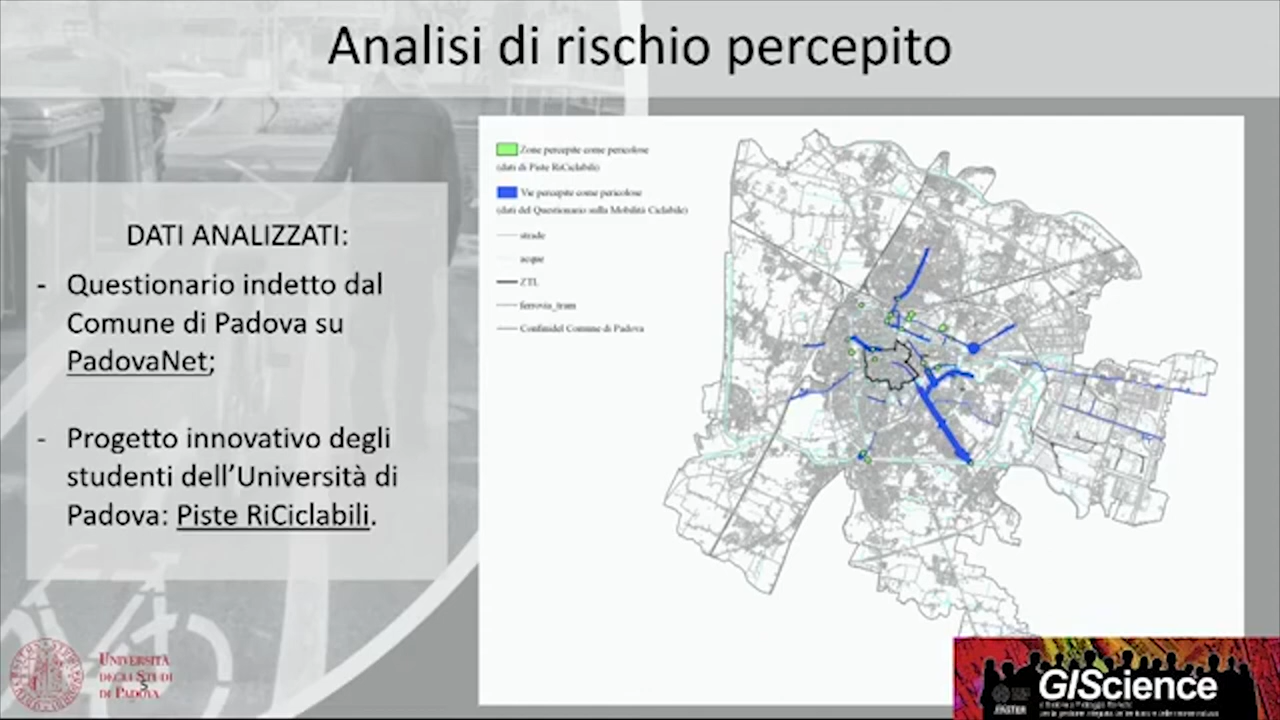 Analisi di rischio percepito
DATI ANALIZZATI:
- Questionario indetto dal
Comune di Padova su
PadovaNet;
- Progetto innovativo degli
studenti dell'Università di
Padova: Piste RiCiclabili.
Zone percepite come pericolose
(dati di Piste RiCiclabili)
Vie percepite come pericolose
(dati del Questionario sulla Mobilità Ciclabile)
strade
acque
ZTL
ferrovia_tram
Confinidel Comune di Padova
UNIVERSITÀ
DEGLI STUDI
DI PADOVA
5
GIScience